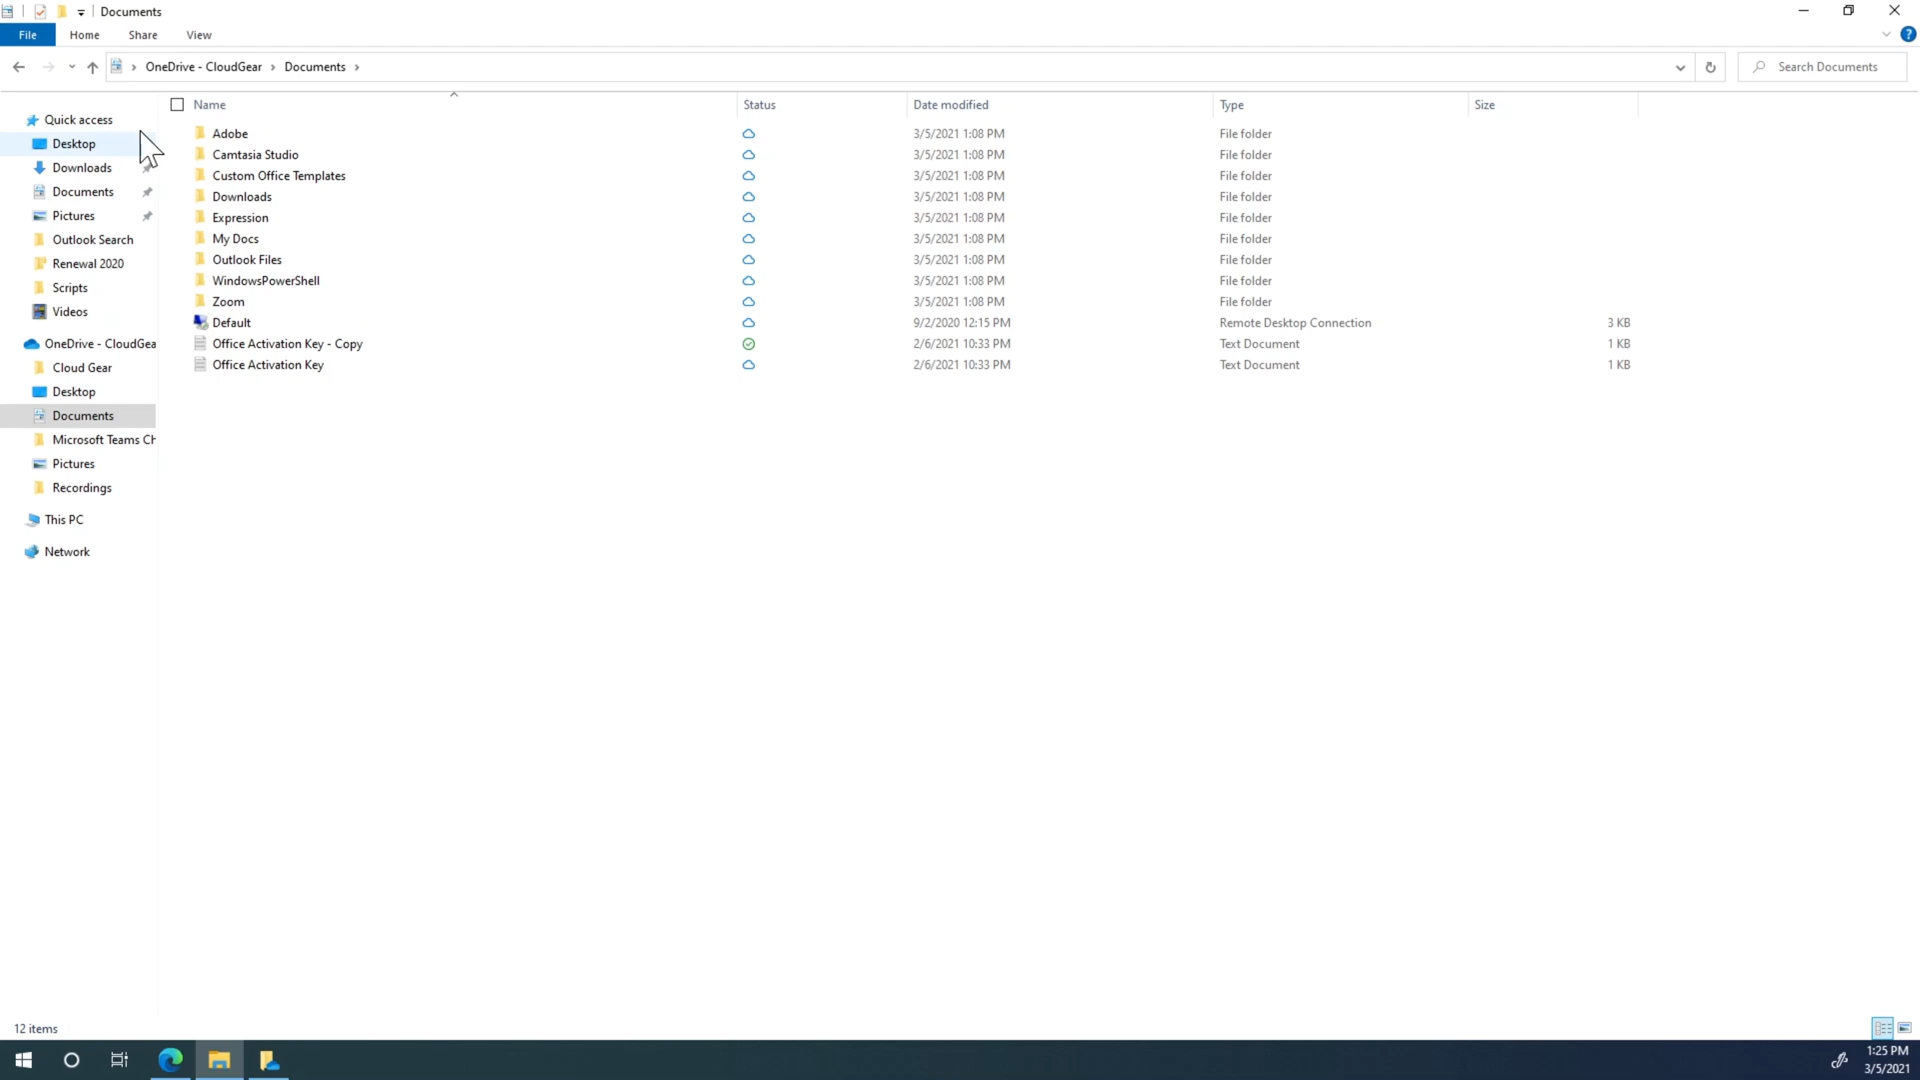 Documents
File Home Share View
OneDrive - CloudGear Documents
Search Documents
Name Status Date modified Type Size
Quick access
Desktop
Downloads
Documents
Pictures
Outlook Search
Renewal 2020
Scripts
Videos
OneDrive - CloudGea
Cloud Gear
Desktop
Documents
Microsoft Teams Ch
Pictures
Recordings
This PC
Network
Adobe 3/5/2021 1:08 PM File folder
Camtasia Studio 3/5/2021 1:08 PM File folder
Custom Office Templates 3/5/2021 1:08 PM File folder
Downloads 3/5/2021 1:08 PM File folder
Expression 3/5/2021 1:08 PM File folder
My Docs 3/5/2021 1:08 PM File folder
Outlook Files 3/5/2021 1:08 PM File folder
WindowsPowerShell 3/5/2021 1:08 PM File folder
Zoom 3/5/2021 1:08 PM File folder
Default 9/2/2020 12:15 PM Remote Desktop Connection 3 KB
Office Activation Key - Copy 2/6/2021 10:33 PM Text Document 1 KB
Office Activation Key 2/6/2021 10:33 PM Text Document 1 KB
12 items
1:25 PM
3/5/2021